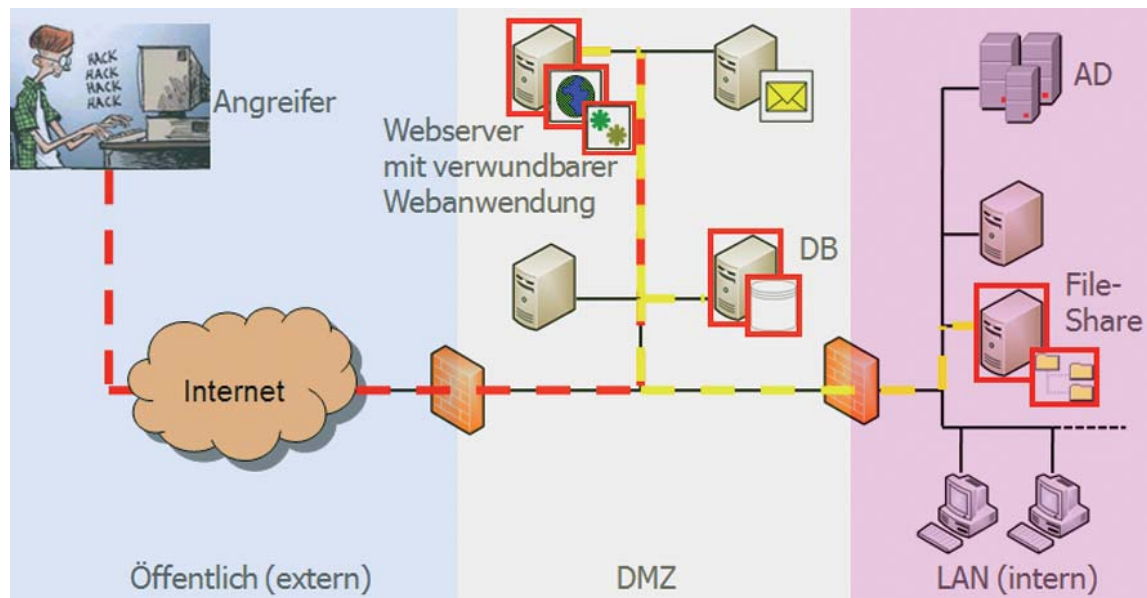 HACK
HACK
HACK
HACK
Angreifer
Internet
Öffentlich (extern)
Webserver
mit verwundbarer
Webanwendung
DB
DMZ
AD
File-
Share
LAN (intern)